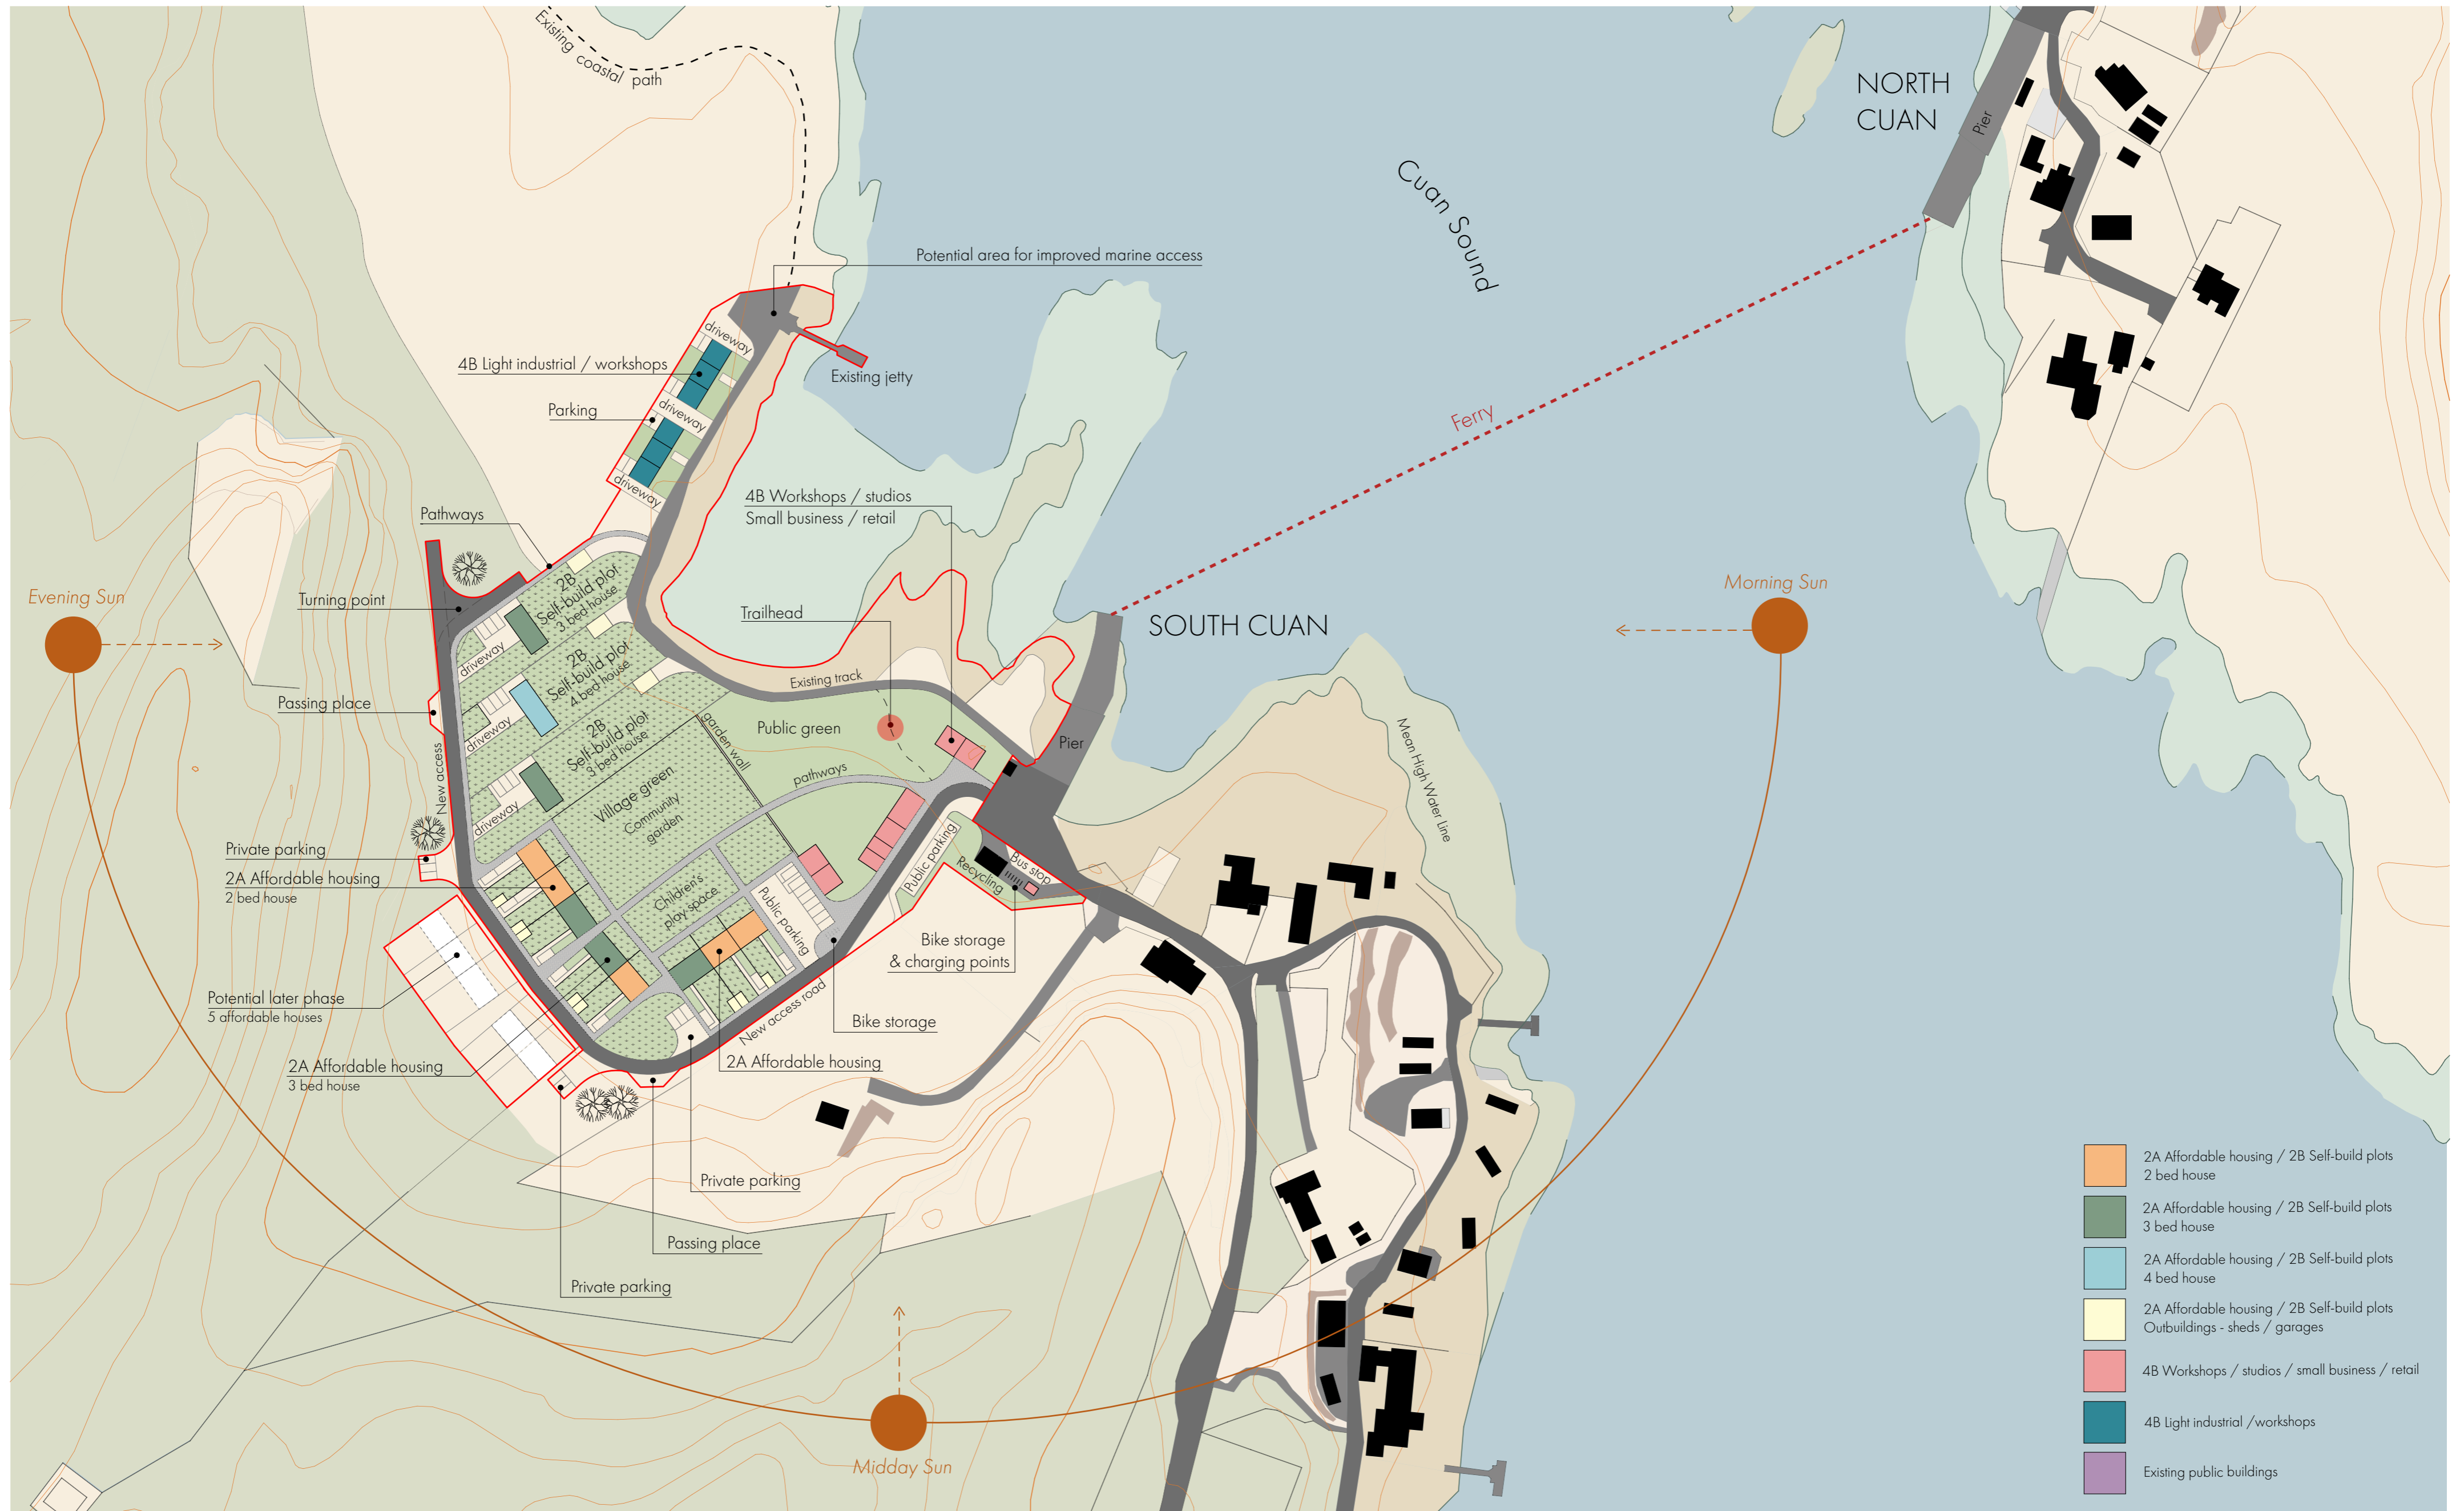 Existing coastal path
NORTH
CUAN
Pier
Cuan Sound
Potential area for improved marine access
driveway
4B Light industrial / workshops
Existing jetty
Parking
driveway
Ferry
driveway
4B Workshops / studios
Small business / retail
Pathways
2B
Self-build plot
3 bed house
Evening Sun
Turning point
Trailhead
SOUTH CUAN
Morning Sun
driveway
2B
Self-build plot
4 bed house
Existing track
Passing place
driveway
2B
Self-build plot
3 bed house
garden wall
Public green
Pier
Mean High Water Line
New access
pathways
Village green
Community
garden
driveway
Private parking
2A Affordable housing
2 bed house
Public parking
Recycling
Bus stop
Children's
play space
Public parking
Bike storage
& charging points
Potential later phase
5 affordable houses
New access road
Bike storage
2A Affordable housing
3 bed house
2A Affordable housing
Private parking
Passing place
Private parking
Midday Sun
2A Affordable housing / 2B Self-build plots
2 bed house
2A Affordable housing / 2B Self-build plots
3 bed house
2A Affordable housing / 2B Self-build plots
4 bed house
2A Affordable housing / 2B Self-build plots
Outbuildings - sheds / garages
4B Workshops / studios / small business / retail
4B Light industrial /workshops
Existing public buildings